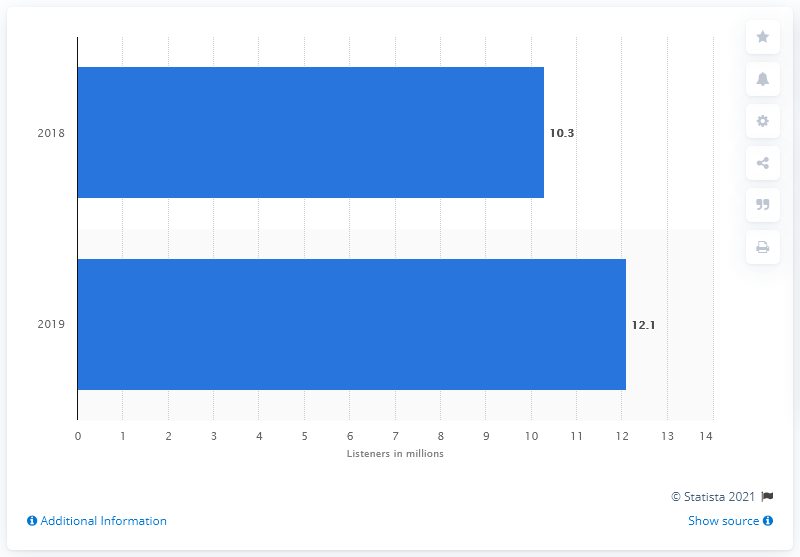 2018
10.3
2019
12.1
0 1 2 3 4 5 6 7 8 9 10 11 12 13 14
Listeners in millions
© Statista 2021
Additional Information
Show source